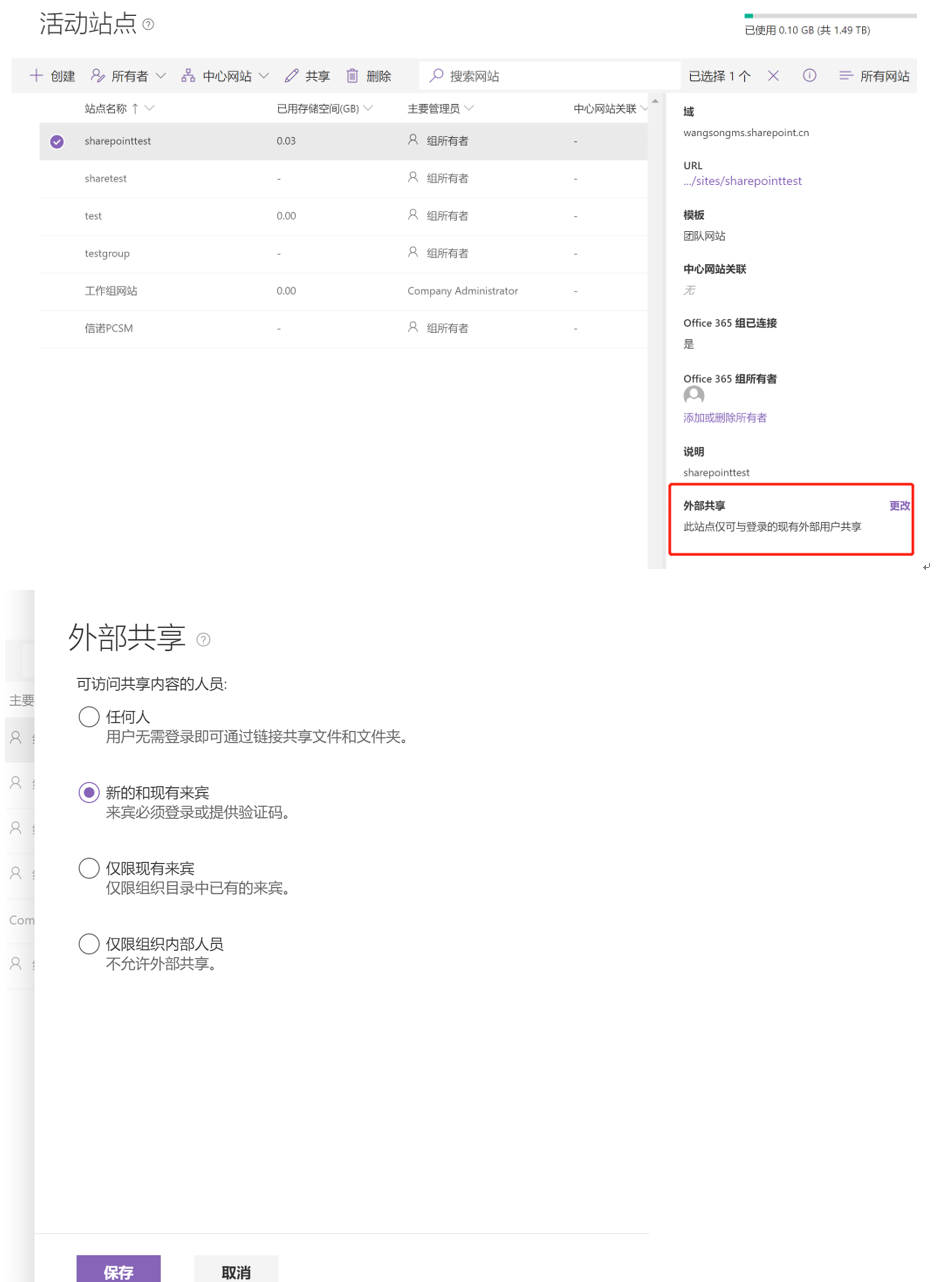 活动站点
已使用 0.10 GB (共 1.49 TB)
创建 所有者 中心网站 共享 删除 搜索网站 已选择 1 个 所有网站
站点名称 ↑ 已用存储空间(GB) 主要管理员 中心网站关联
sharepointtest 0.03 组所有者 -
sharetest - 组所有者 -
test 0.00 组所有者 -
testgroup - 组所有者 -
工作组网站 0.00 Company Administrator -
信诺PCSM - 组所有者 -
域
wangsongms.sharepoint.cn
URL
.../sites/sharepointtest
模板
团队网站
中心网站关联
无
Office 365 组已连接
是
Office 365 组所有者
添加或删除所有者
说明
sharepointtest
外部共享 更改
此站点仅可与登录的现有外部用户共享
外部共享
可访问共享内容的人员:
任何人
用户无需登录即可通过链接共享文件和文件夹。
新的和现有来宾
来宾必须登录或提供验证码。
仅限现有来宾
仅限组织目录中已有的来宾。
仅限组织内部人员
不允许外部共享。
主要
Com
保存 取消